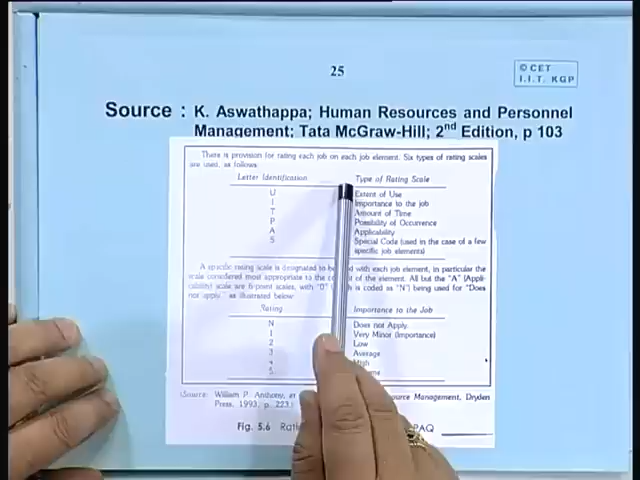 25
© CET
I.I.T. KGP
Source : K. Aswathappa; Human Resources and Personnel
Management; Tata McGraw-Hill; 2nd Edition, p 103
There is provision for rating each job on each job element. Six types of rating scales
are used, as follows
Letter Identification Type of Rating Scale
U Extent of Use
I Importance to the job
T Amount of Time
P Possibility of Occurrence
A Applicability
S Special Code (used in the case of a few
specific job elements)
A specific rating scale is designated to be with each job element, in particular the
scale considered most appropriate to the of the element. All but the "A" (Appli-
cability) scale are 6-point scales, with "0" is coded as "N") being used for "Does
not apply" as illustrated below
Rating Importance to the Job
N Does not Apply
1 Very Minor (Importance)
2 Low
3 Average
4 High
5
(Source: William P. Anthony, et Management, Dryden
Press, 1993, p. 223.)
Fig. 5.6 PAQ